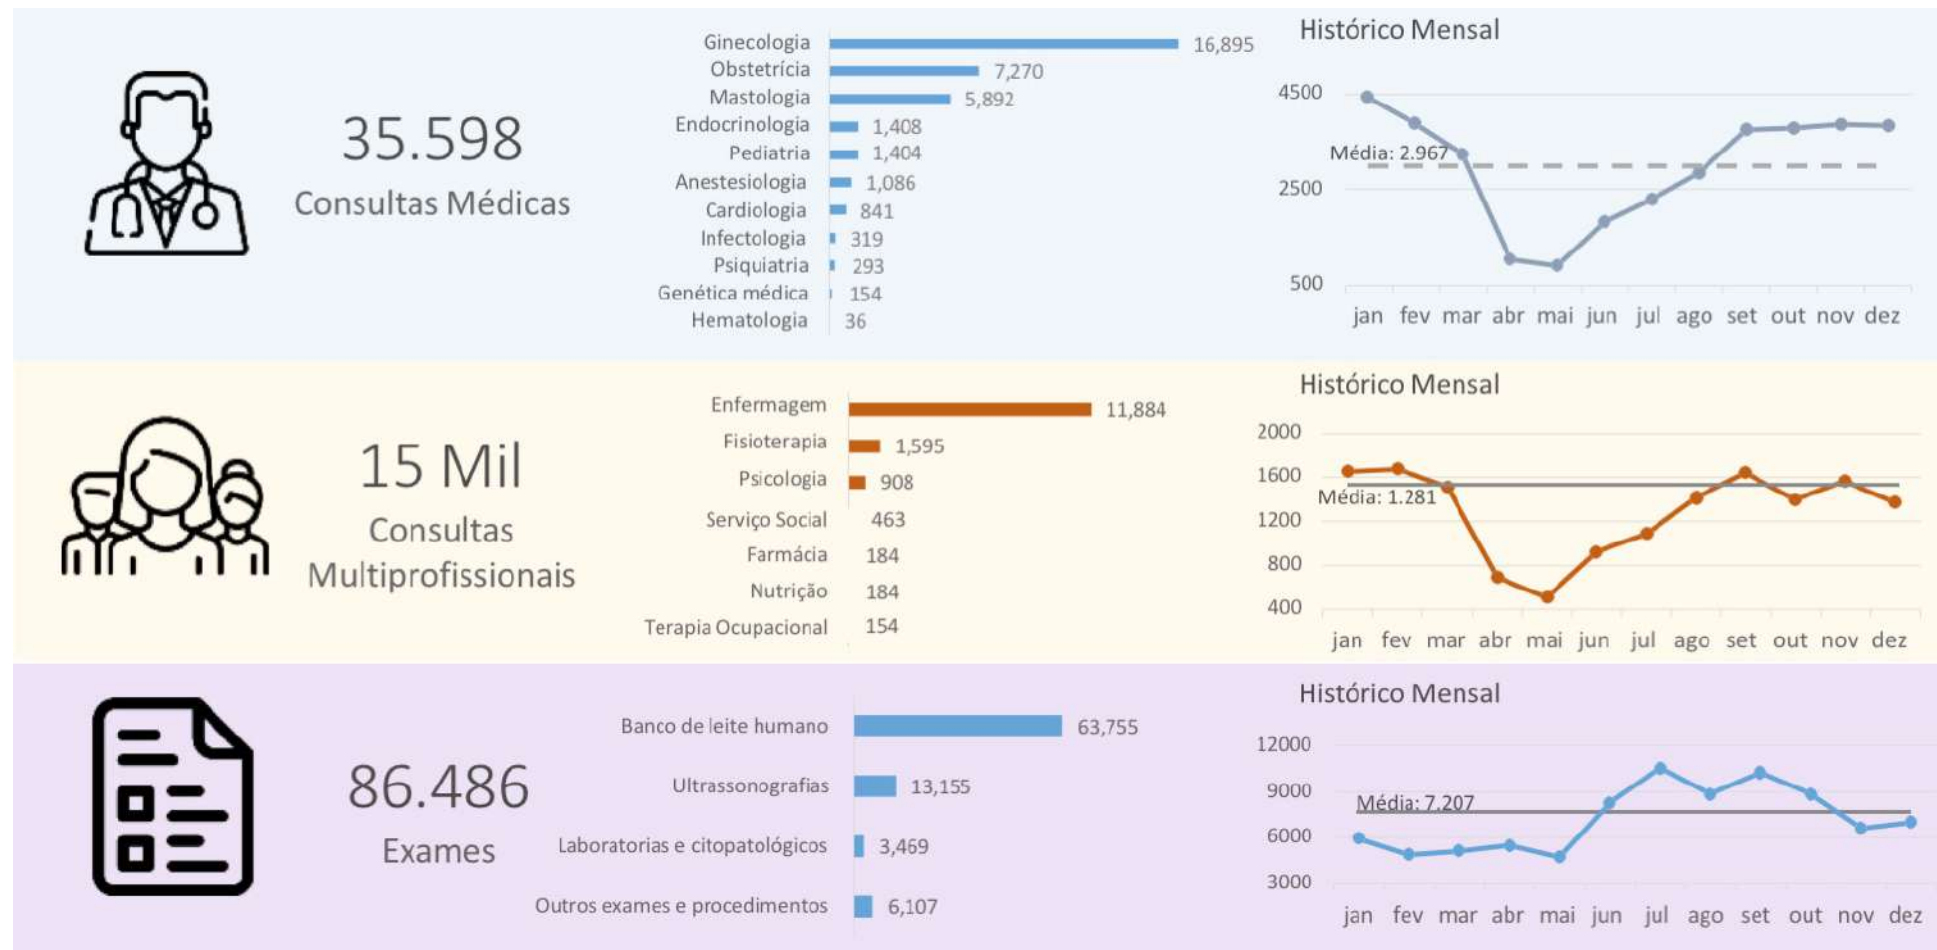 35.598
Consultas Médicas
Ginecologia 16,895
Obstetrícia 7,270
Mastologia 5,892
Endocrinologia 1,408
Pediatria 1,404
Anestesiologia 1,086
Cardiologia 841
Infectologia 319
Psiquiatria 293
Genética médica 154
Hematologia 36
Histórico Mensal
4500
Média: 2.967
2500
500
jan fev mar abr mai jun jul ago set out nov dez
15 Mil
Consultas
Multiprofissionais
Enfermagem 11,884
Fisioterapia 1,595
Psicologia 908
Serviço Social 463
Farmácia 184
Nutrição 184
Terapia Ocupacional 154
Histórico Mensal
2000
1600
Média: 1.281
1200
800
400
jan fev mar abr mai jun jul ago set out nov dez
86.486
Exames
Banco de leite humano 63,755
Ultrassonografias 13,155
Laboratorias e citopatológicos 3,469
Outros exames e procedimentos 6,107
Histórico Mensal
12000
9000
Média: 7.207
6000
3000
jan fev mar abr mai jun jul ago set out nov dez